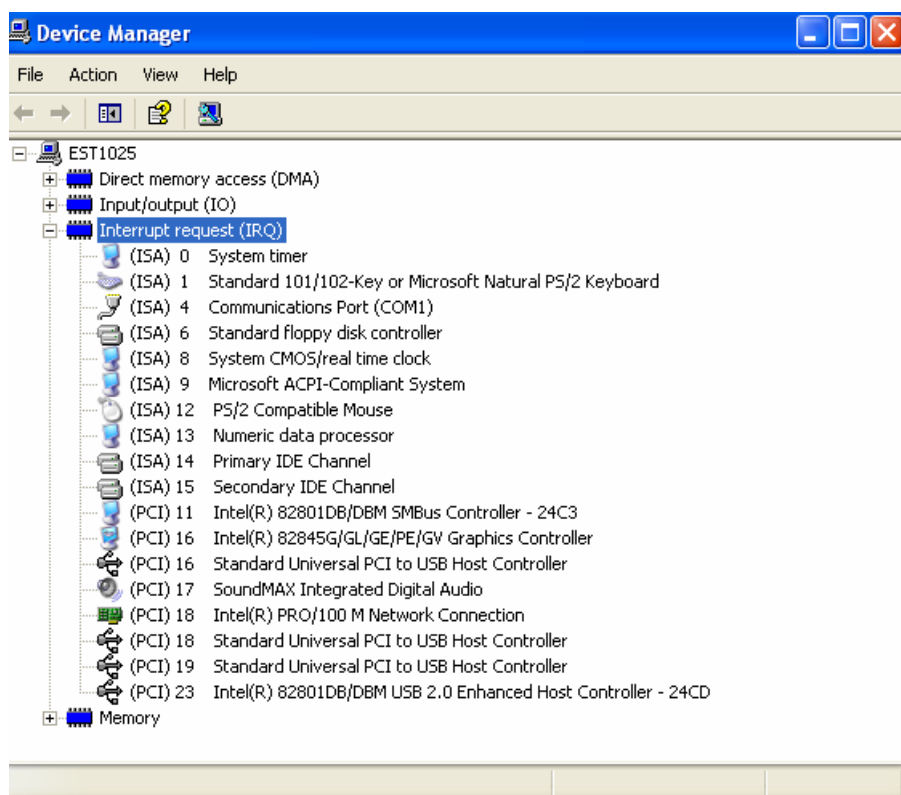 Device Manager
File Action View Help
EST1025
Direct memory access (DMA)
Input/output (IO)
Interrupt request (IRQ)
(ISA) 0 System timer
(ISA) 1 Standard 101/102-Key or Microsoft Natural PS/2 Keyboard
(ISA) 4 Communications Port (COM1)
(ISA) 6 Standard floppy disk controller
(ISA) 8 System CMOS/real time clock
(ISA) 9 Microsoft ACPI-Compliant System
(ISA) 12 PS/2 Compatible Mouse
(ISA) 13 Numeric data processor
(ISA) 14 Primary IDE Channel
(ISA) 15 Secondary IDE Channel
(PCI) 11 Intel(R) 82801DB/DBM SMBus Controller - 24C3
(PCI) 16 Intel(R) 82845G/GL/GE/PE/GV Graphics Controller
(PCI) 16 Standard Universal PCI to USB Host Controller
(PCI) 17 SoundMAX Integrated Digital Audio
(PCI) 18 Intel(R) PRO/100 M Network Connection
(PCI) 18 Standard Universal PCI to USB Host Controller
(PCI) 19 Standard Universal PCI to USB Host Controller
(PCI) 23 Intel(R) 82801DB/DBM USB 2.0 Enhanced Host Controller - 24CD
Memory